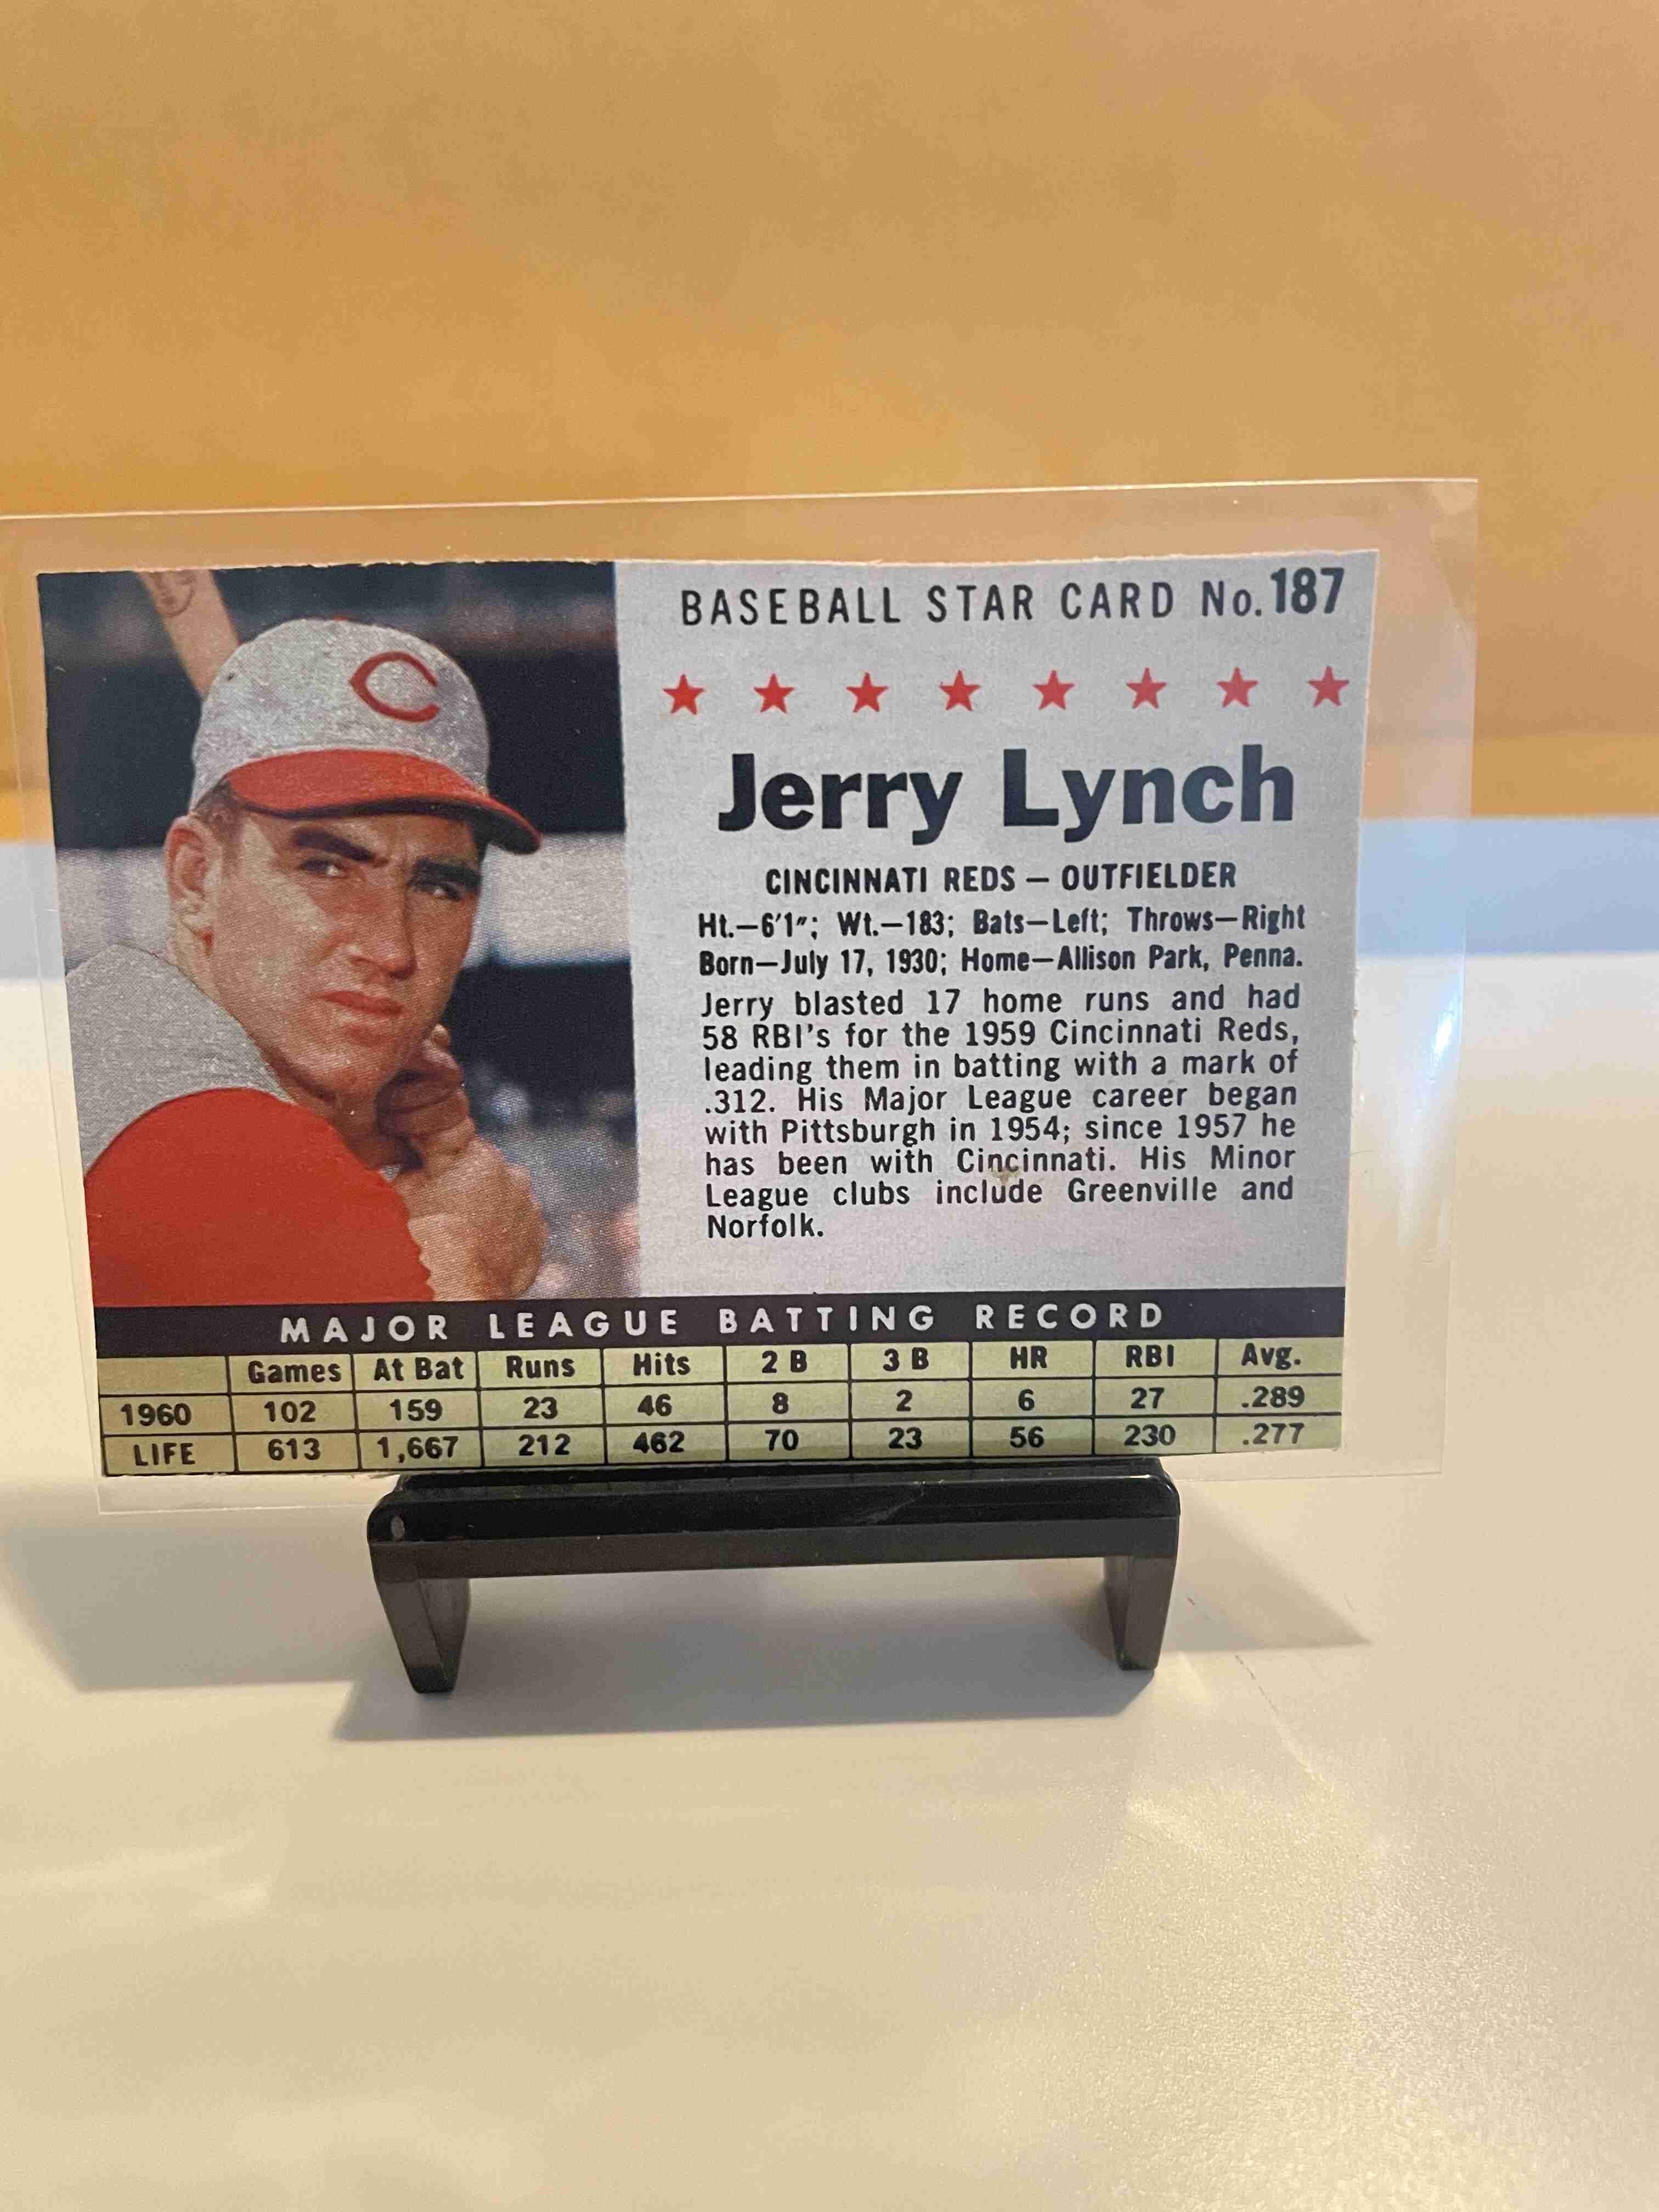 C
BASEBALL STAR CARD No. 187
Jerry Lynch
CINCINNATI REDS — OUTFIELDER
Ht.—6'1"; Wt.—183; Bats—Left; Throws—Right
Born—July 17, 1930; Home—Allison Park, Penna.
Jerry blasted 17 home runs and had
58 RBI's for the 1959 Cincinnati Reds,
leading them in batting with a mark of
.312. His Major League career began
with Pittsburgh in 1954; since 1957 he
has been with Cincinnati. His Minor
League clubs include Greenville and
Norfolk.
MAJOR LEAGUE BATTING RECORD
Games At Bat Runs Hits 2 B 3 B HR RBI Avg.
1960 102 159 23 46 8 2 6 27 .289
LIFE 613 1,667 212 462 70 23 56 230 .277